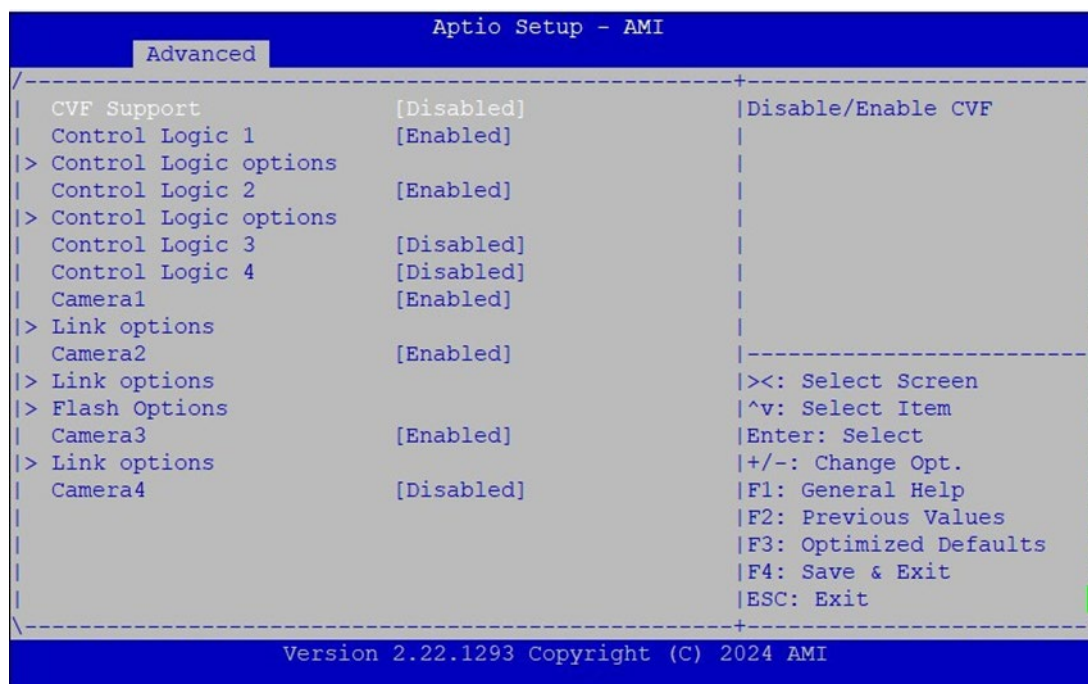 Aptio Setup - AMI
Advanced
/----------------------------------------------------+-------------------------
| CVF Support [Disabled] |Disable/Enable CVF
| Control Logic 1 [Enabled] |
|> Control Logic options |
| Control Logic 2 [Enabled] |
|> Control Logic options |
| Control Logic 3 [Disabled] |
| Control Logic 4 [Disabled] |
| Camera1 [Enabled] |
|> Link options |
| Camera2 [Enabled] |-------------------------
|> Link options |><: Select Screen
|> Flash Options |^v: Select Item
| Camera3 [Enabled] |Enter: Select
|> Link options |+/-: Change Opt.
| Camera4 [Disabled] |F1: General Help
| |F2: Previous Values
| |F3: Optimized Defaults
| |F4: Save & Exit
| |ESC: Exit
\----------------------------------------------------+-------------------------
Version 2.22.1293 Copyright (C) 2024 AMI